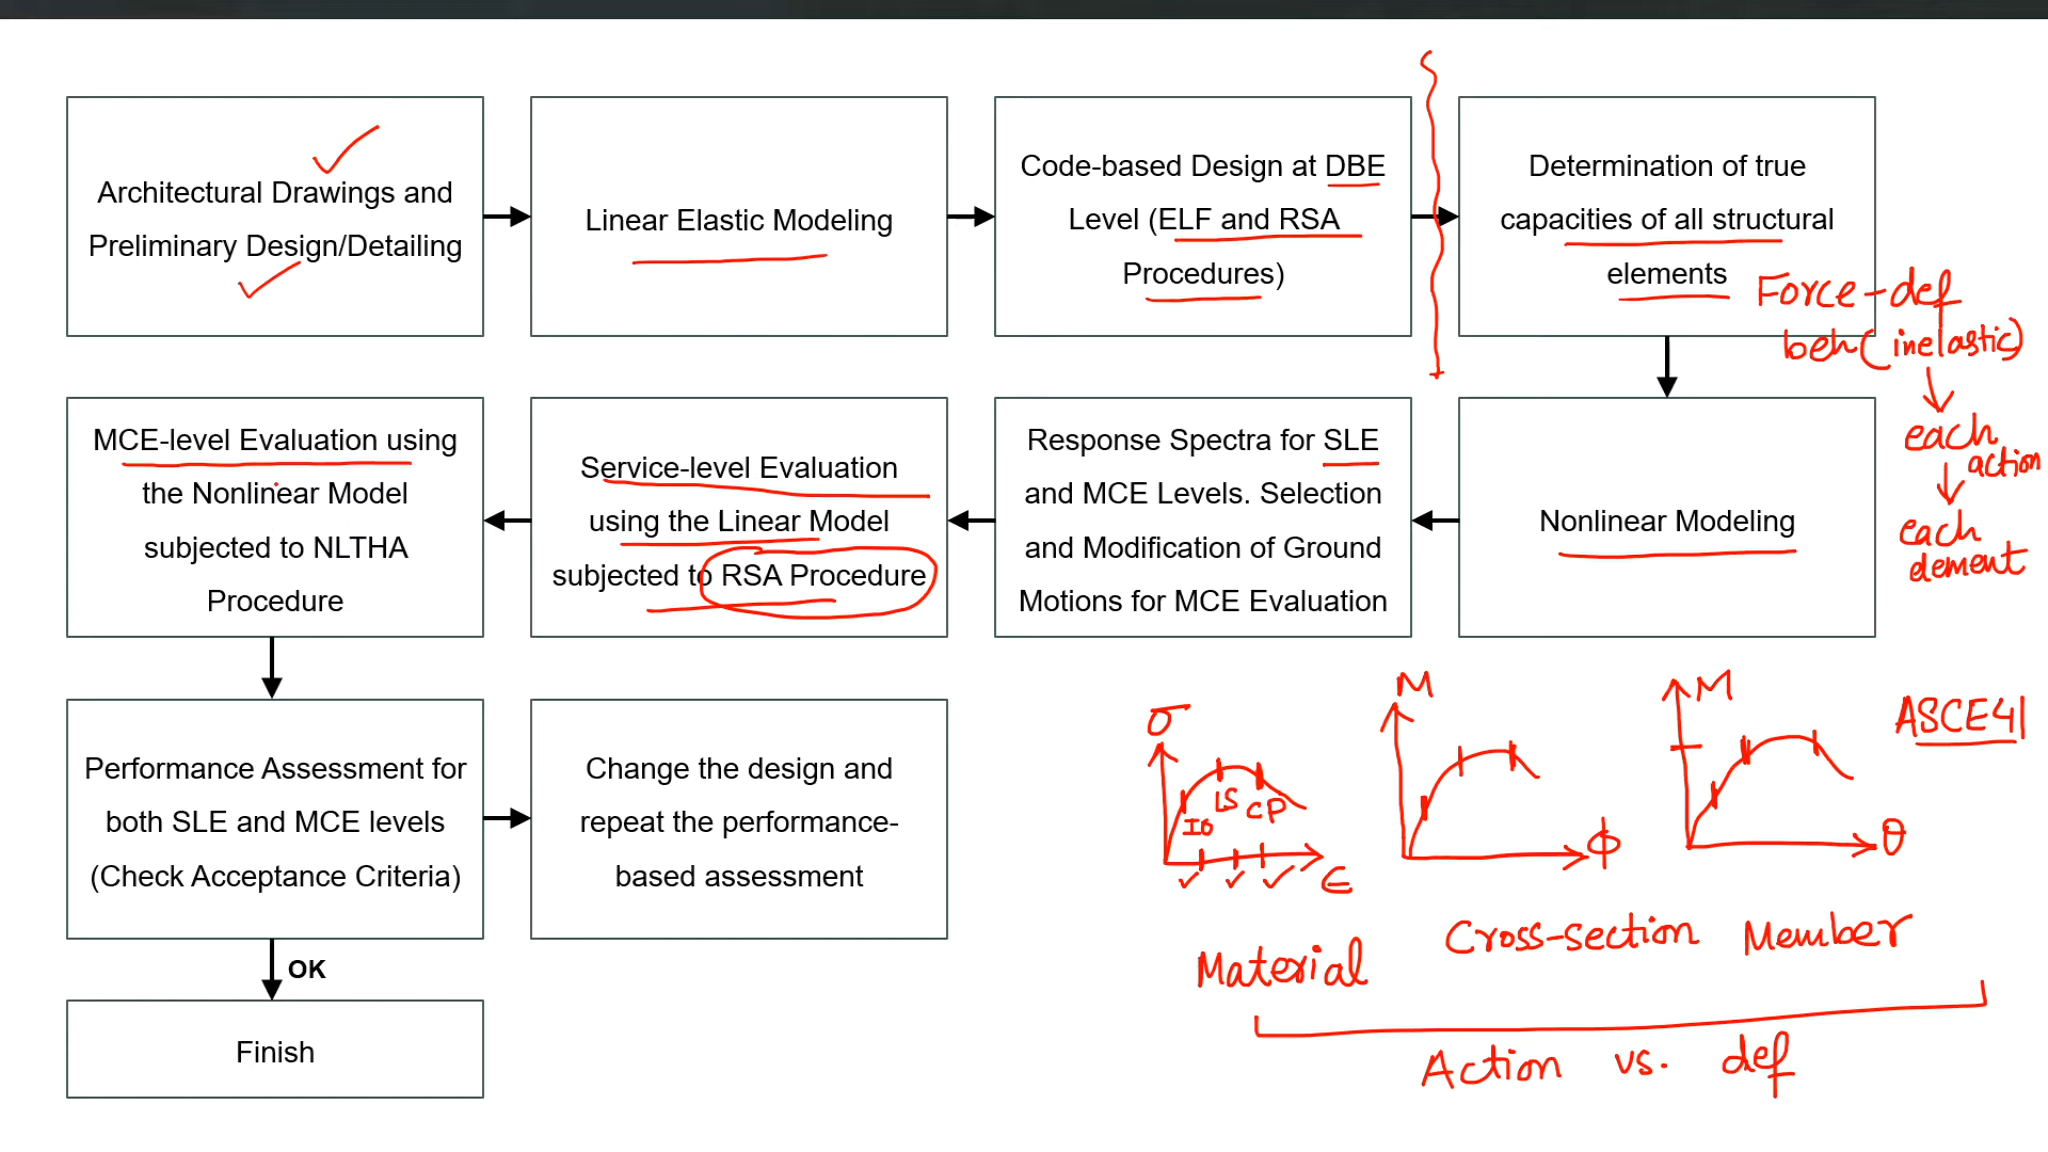 Architectural Drawings and
Preliminary Design/Detailing
Linear Elastic Modeling
Code-based Design at DBE
Level (ELF and RSA
Procedures)
Determination of true
capacities of all structural
elements
Force-def
beh(inelastic)
each
action
each
element
Nonlinear Modeling
Response Spectra for SLE
and MCE Levels. Selection
and Modification of Ground
Motions for MCE Evaluation
Service-level Evaluation
using the Linear Model
subjected to RSA Procedure
MCE-level Evaluation using
the Nonlinear Model
subjected to NLTHA
Procedure
Performance Assessment for
both SLE and MCE levels
(Check Acceptance Criteria)
Change the design and
repeat the performance-
based assessment
OK
Finish
σ
IO
LS
CP
ε
Material
M
ϕ
Cross-section
M
θ
Member
ASCE41
Action vs. def